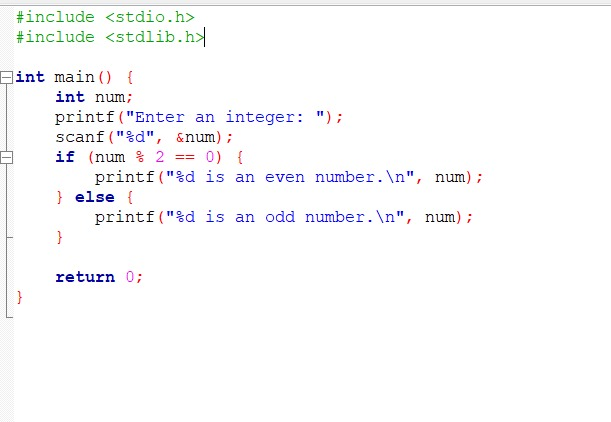 #include <stdio.h>
#include <stdlib.h>

int main() {
    int num;
    printf("Enter an integer: ");
    scanf("%d", &num);
    if (num % 2 == 0) {
        printf("%d is an even number.\n", num);
    } else {
        printf("%d is an odd number.\n", num);
    }

    return 0;
}